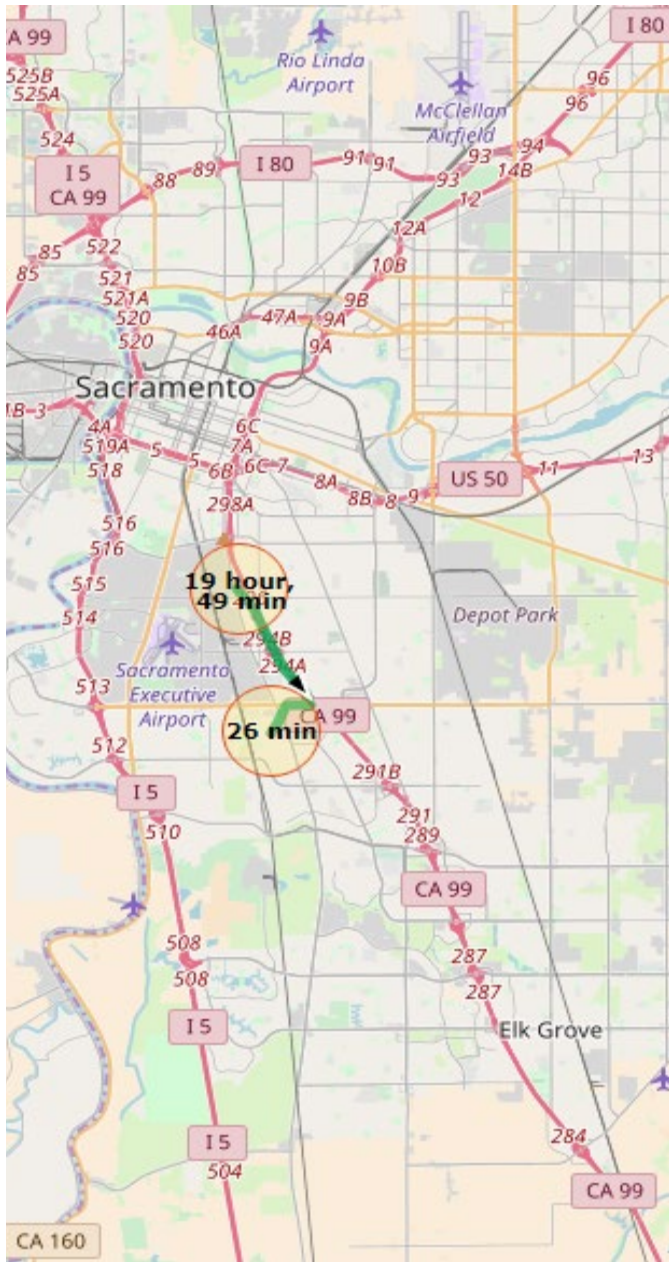 A 99
I 80
525B
525A
Rio Linda
Airport
96
96
McClellan
Airfield
524
I 5
CA 99
88
89
I 80
91
91
93
93
94
14B
12
85
85
522
521
521A
520
520
12A
10B
9B
9A
9A
47A
46A
Sacramento
1B
3
4A
519A
518
5
5
6B
6C
7A
6C
7
8A
8B
8
9
US 50
11
13
298A
516
516
515
514
19 hour,
49 min
294B
294A
Depot Park
Sacramento
Executive
Airport
513
26 min
CA 99
512
I 5
510
291B
291
289
CA 99
508
508
287
287
I 5
Elk Grove
I 5
504
284
CA 99
CA 160